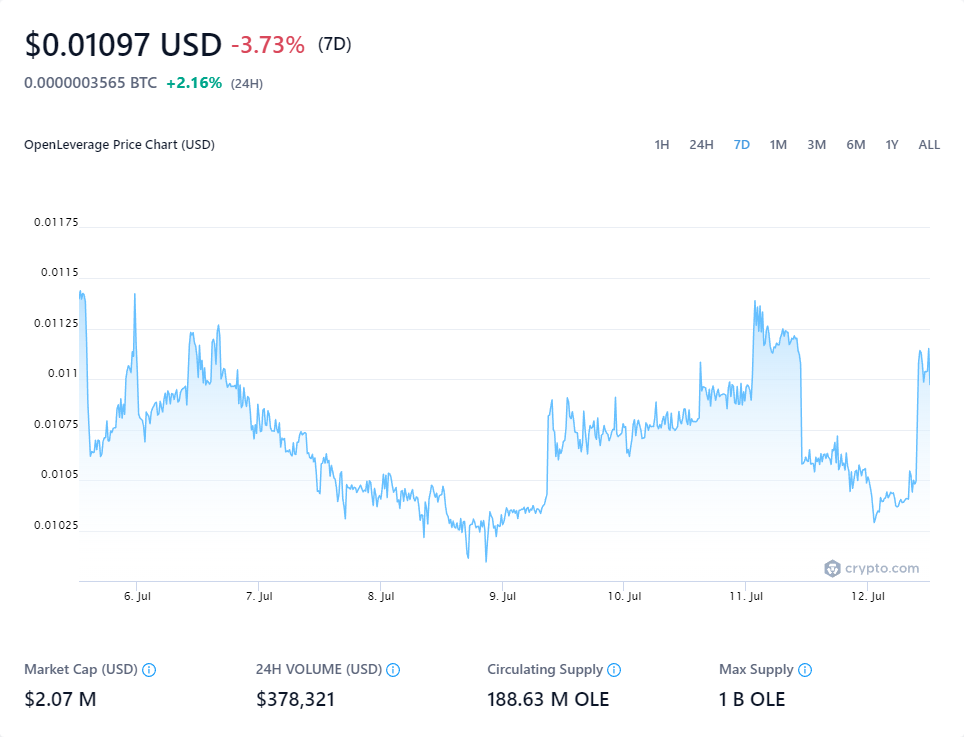 $0.01097 USD -3.73% (7D)
0.0000003565 BTC +2.16% (24H)
OpenLeverage Price Chart (USD) 1H 24H 7D 1M 3M 6M 1Y ALL
0.01175
0.0115
0.01125
0.011
0.01075
0.0105
0.01025
crypto.com
6. Jul 7. Jul 8. Jul 9. Jul 10. Jul 11. Jul 12. Jul
Market Cap (USD) 24H VOLUME (USD) Circulating Supply Max Supply
$2.07 M $378,321 188.63 M OLE 1 B OLE